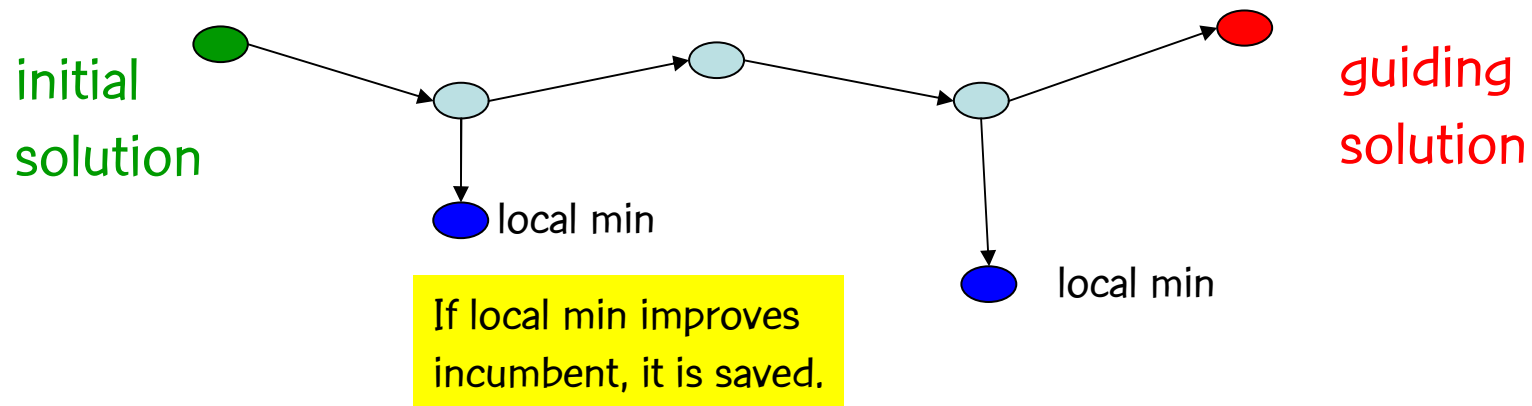 initial
solution
guiding
solution
local min
local min
If local min improves
incumbent, it is saved.